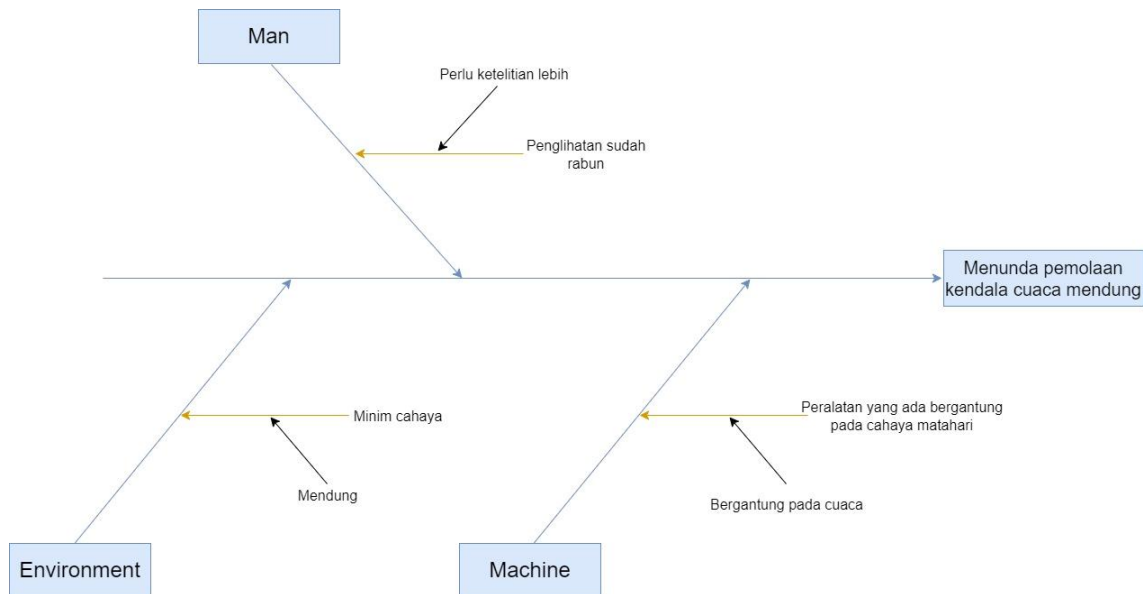 Man
Perlu ketelitian lebih
Penglihatan sudah
rabun
Menunda pemolaan
kendala cuaca mendung
Minim cahaya
Mendung
Peralatan yang ada bergantung
pada cahaya matahari
Bergantung pada cuaca
Environment
Machine